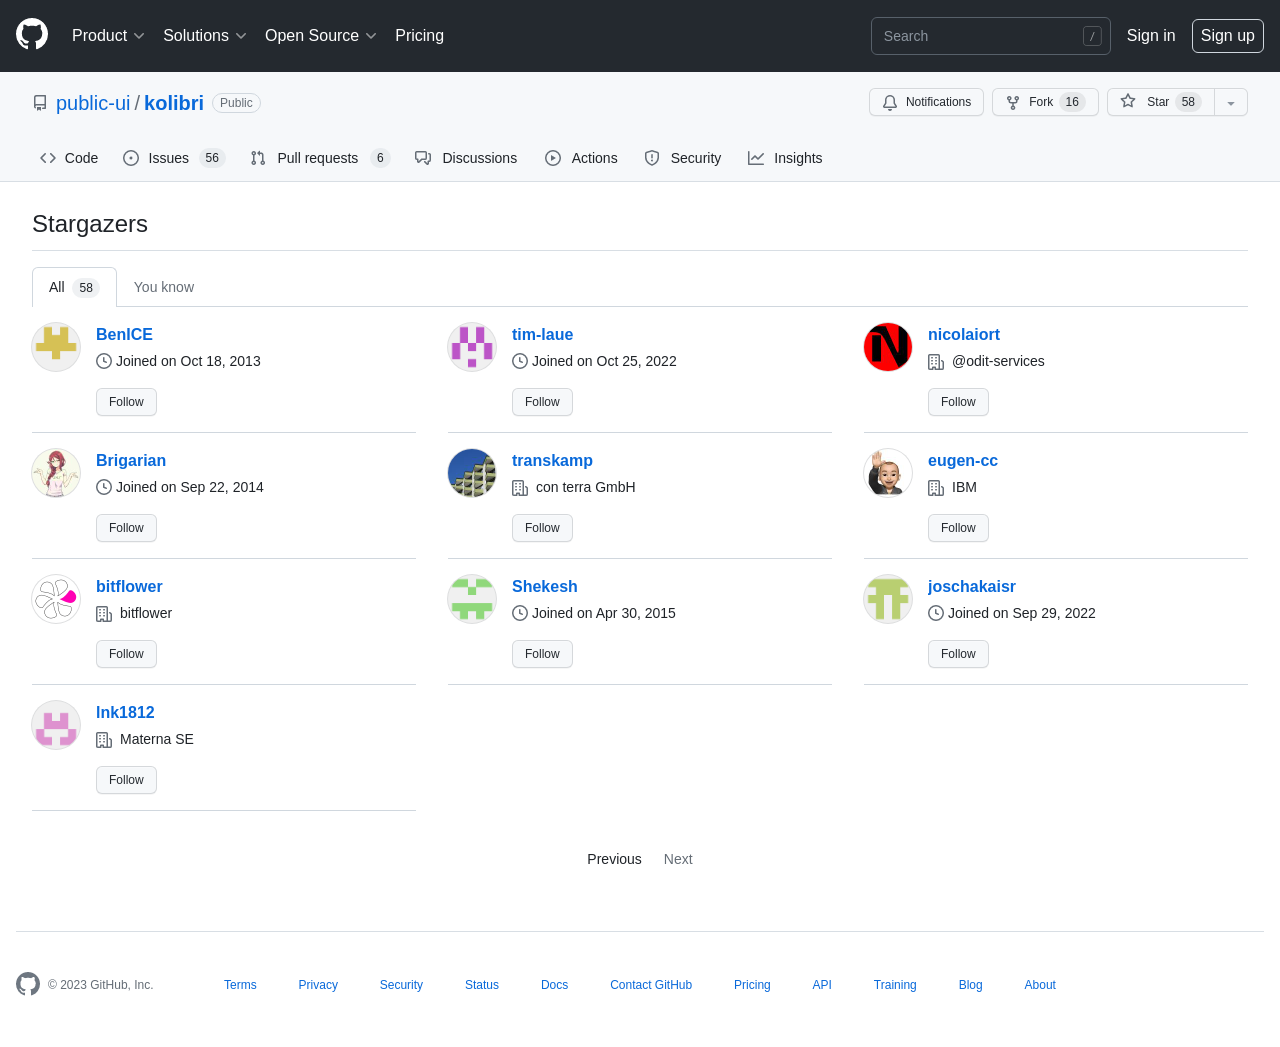 Product Solutions Open Source Pricing Search / Sign in Sign up
public-ui / kolibri Public Notifications Fork 16 Star 58
Code Issues 56 Pull requests 6 Discussions Actions Security Insights
Stargazers
All 58 You know
BenICE
Joined on Oct 18, 2013
Follow
tim-laue
Joined on Oct 25, 2022
Follow
nicolaiort
@odit-services
Follow
Brigarian
Joined on Sep 22, 2014
Follow
transkamp
con terra GmbH
Follow
eugen-cc
IBM
Follow
bitflower
bitflower
Follow
Shekesh
Joined on Apr 30, 2015
Follow
joschakaisr
Joined on Sep 29, 2022
Follow
Ink1812
Materna SE
Follow
Previous Next
© 2023 GitHub, Inc. Terms Privacy Security Status Docs Contact GitHub Pricing API Training Blog About